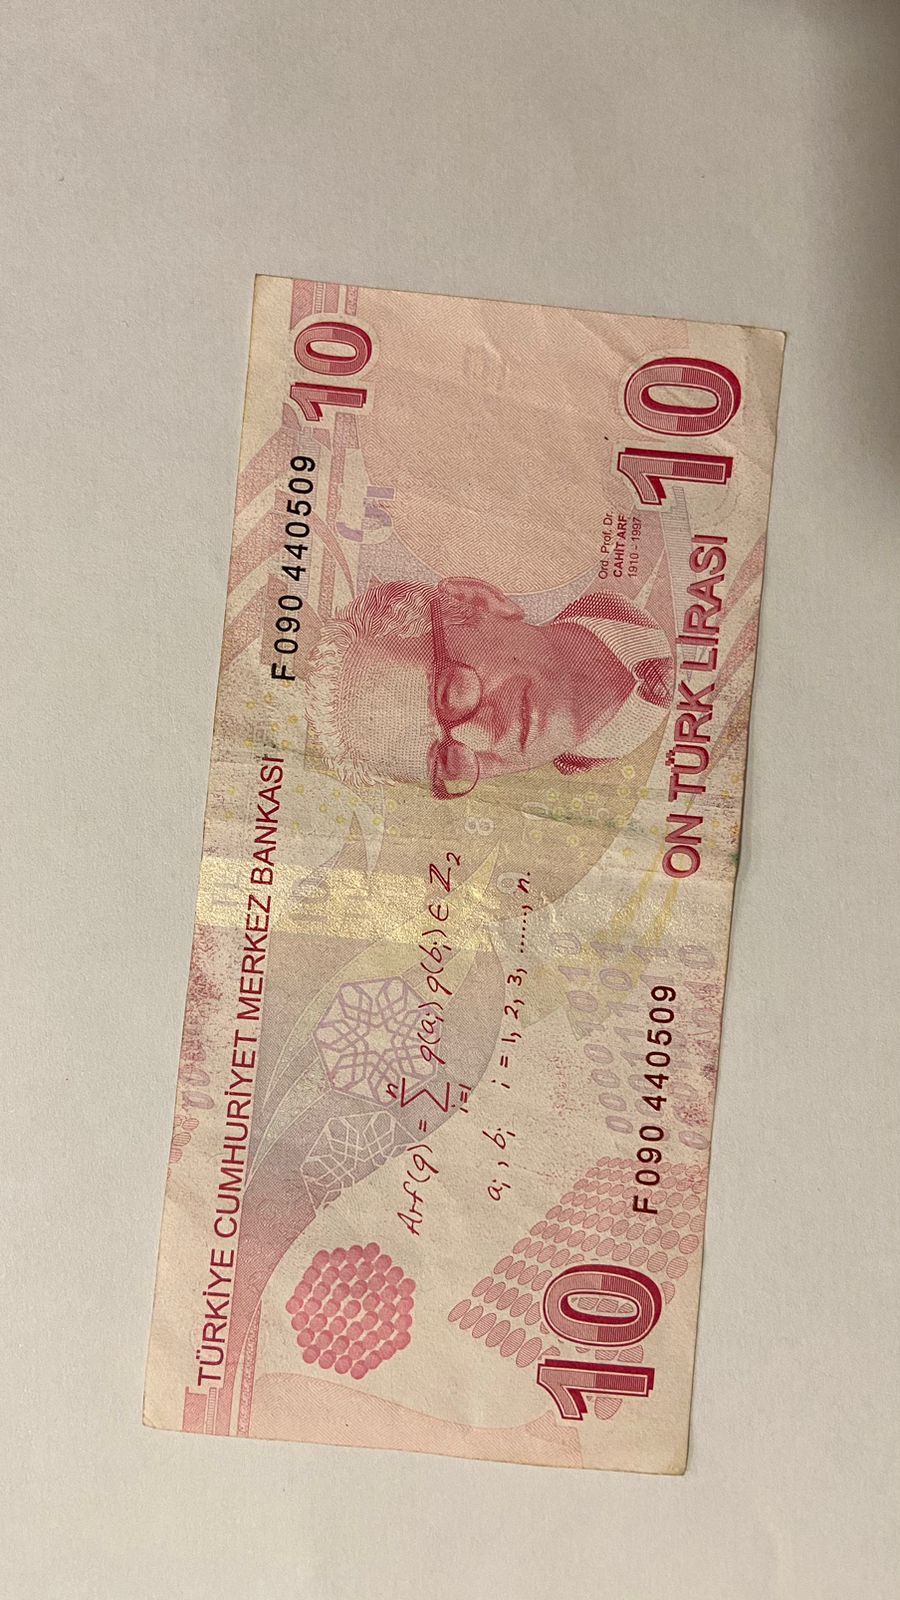 TÜRKİYE CUMHURİYET MERKEZ BANKASI
F090 440509
10
Arf(q) = n ∑ i=1 q(ai) q(bi) ∈ Z2
ai, bi i = 1, 2, 3, ......, n.
Ord. Prof. Dr.
CAHİT ARF
1910 - 1997
10
F090 440509
ON TÜRK LİRASI
10